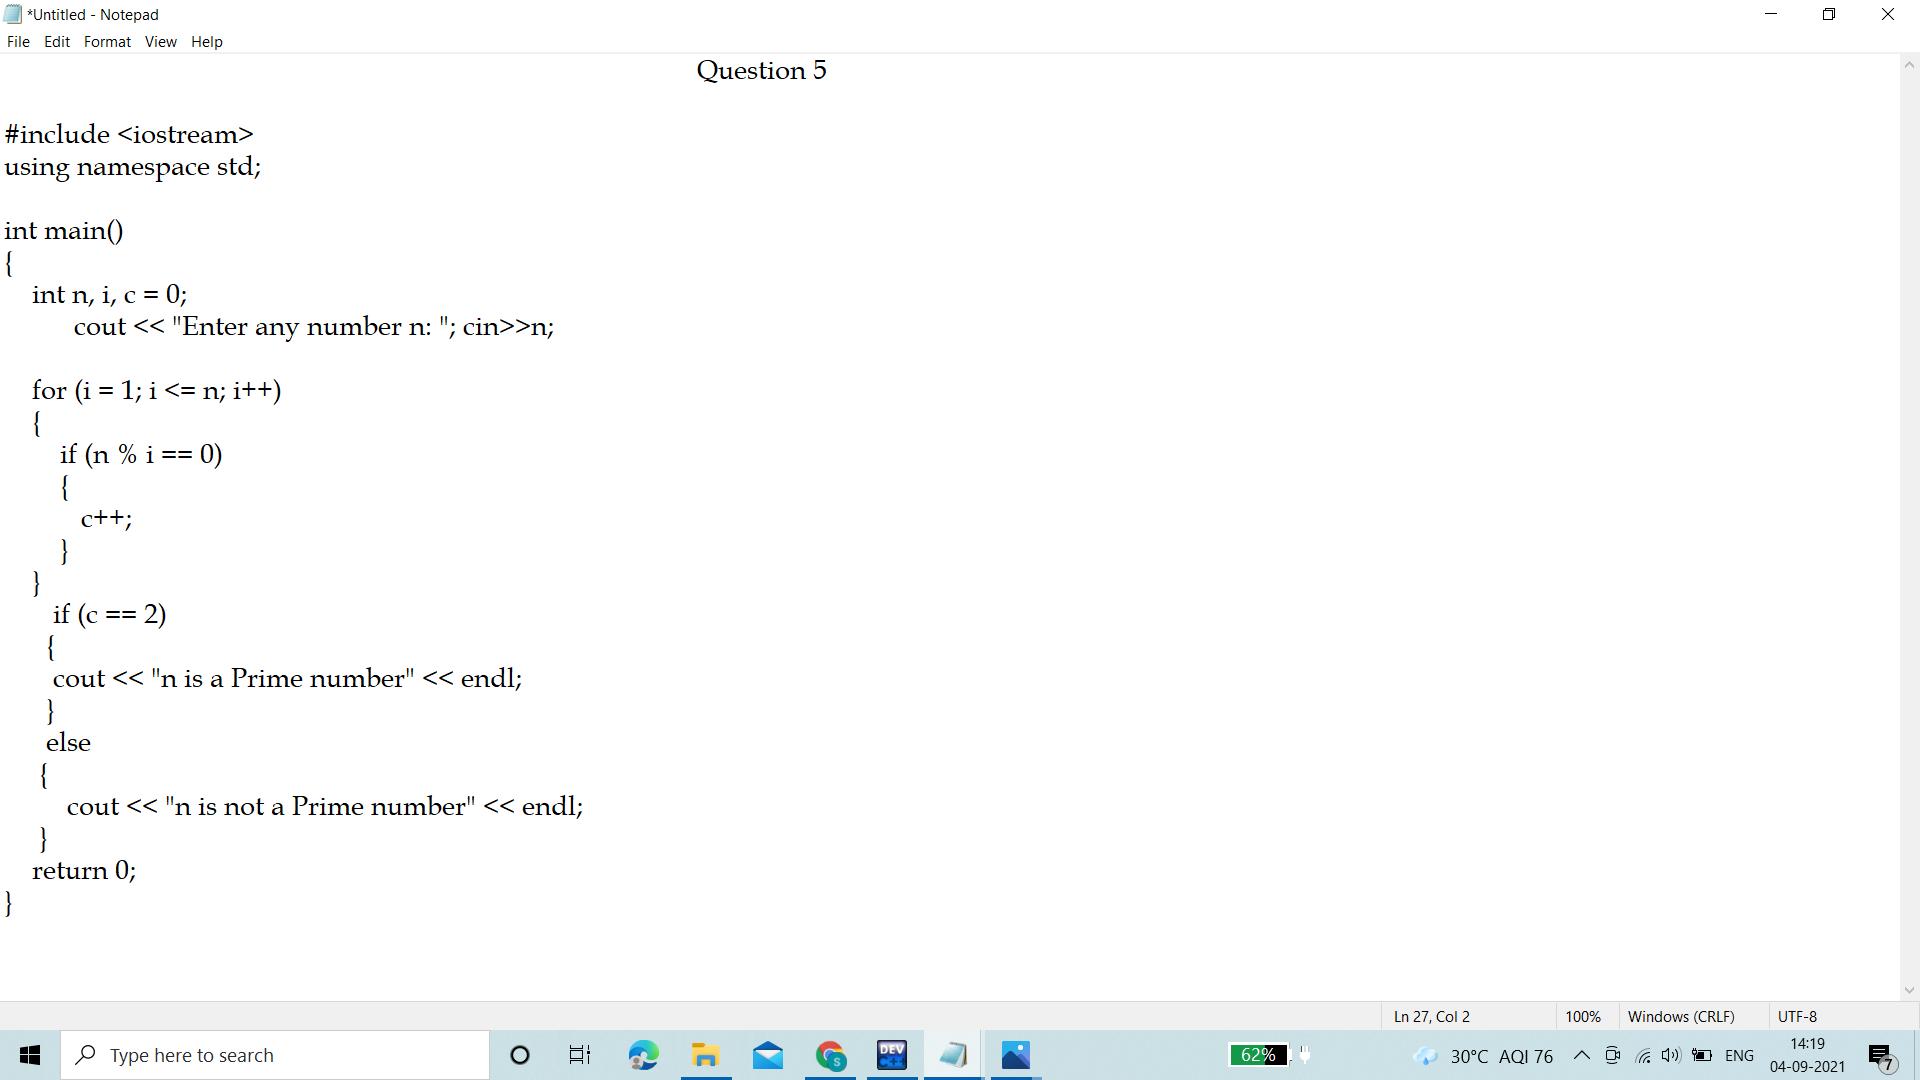 *Untitled - Notepad
File Edit Format View Help
Question 5
#include <iostream>
using namespace std;
int main()
{
int n, i, c = 0;
cout << "Enter any number n: "; cin>>n;
for (i = 1; i <= n; i++)
{
if (n % i == 0)
{
c++;
}
}
if (c == 2)
{
cout << "n is a Prime number" << endl;
}
else
{
cout << "n is not a Prime number" << endl;
}
return 0;
}
Ln 27, Col 2 100% Windows (CRLF) UTF-8
Type here to search
S
DEV
C++
62%
30°C AQI 76
ENG
14:19
04-09-2021
7